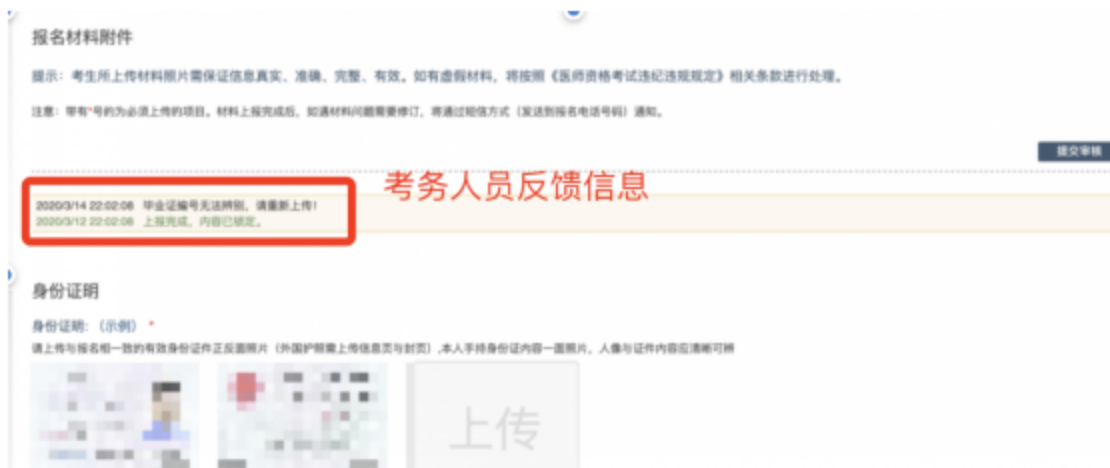 报名材料附件
提示：考生所上传材料照片需保证信息真实、准确、完整、有效。如有虚假材料，将按照《医师资格考试违纪违规规定》相关条款进行处理。
注意：带有*号的为必须上传的项目。材料上报完成后，如遇材料问题需要修订，将通过短信方式（发送到报名电话号码）通知。
提交审核
考务人员反馈信息
2020/3/14 22:02:08 毕业证编号无法辨别，请重新上传！
2020/3/12 22:02:08 上报完成，内容已锁定。
身份证明
身份证明：（示例） *
请上传与报名相一致的有效身份证件正反面照片（外国护照需上传信息页与封页）,本人手持身份证内容一面照片，人像与证件内容应清晰可辨
上传